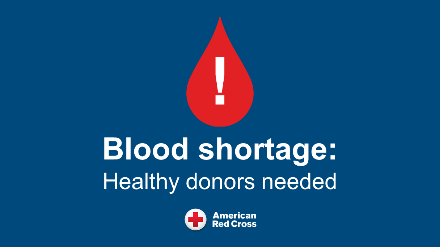 !
Blood shortage:
Healthy donors needed
American
Red Cross